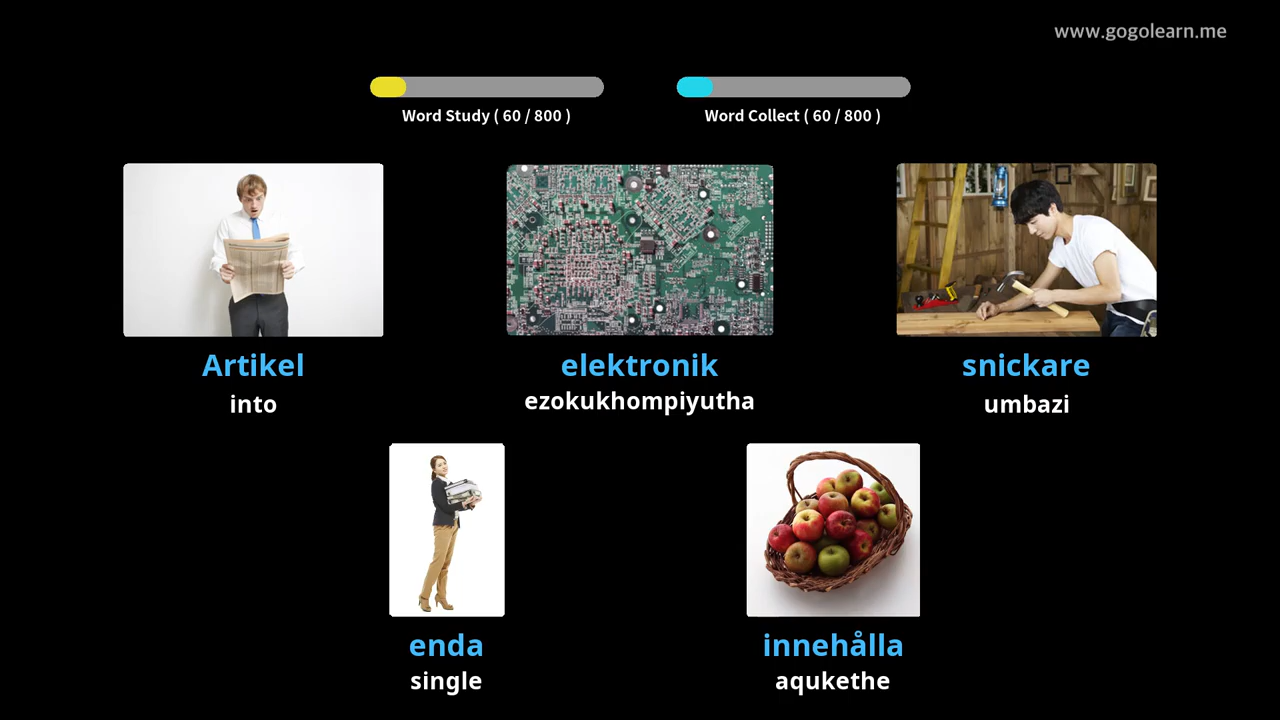 www.gogolearn.me
Word Study ( 60 / 800 )
Word Collect ( 60 / 800 )
Artikel
into
elektronik
ezokukhompiyutha
snickare
umbazi
enda
single
innehålla
aqukethe